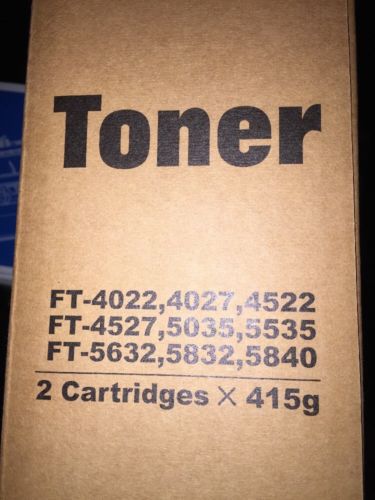 Toner
FT-4022,4027,4522
FT-4527,5035,5535
FT-5632,5832,5840
2 Cartridges × 415g